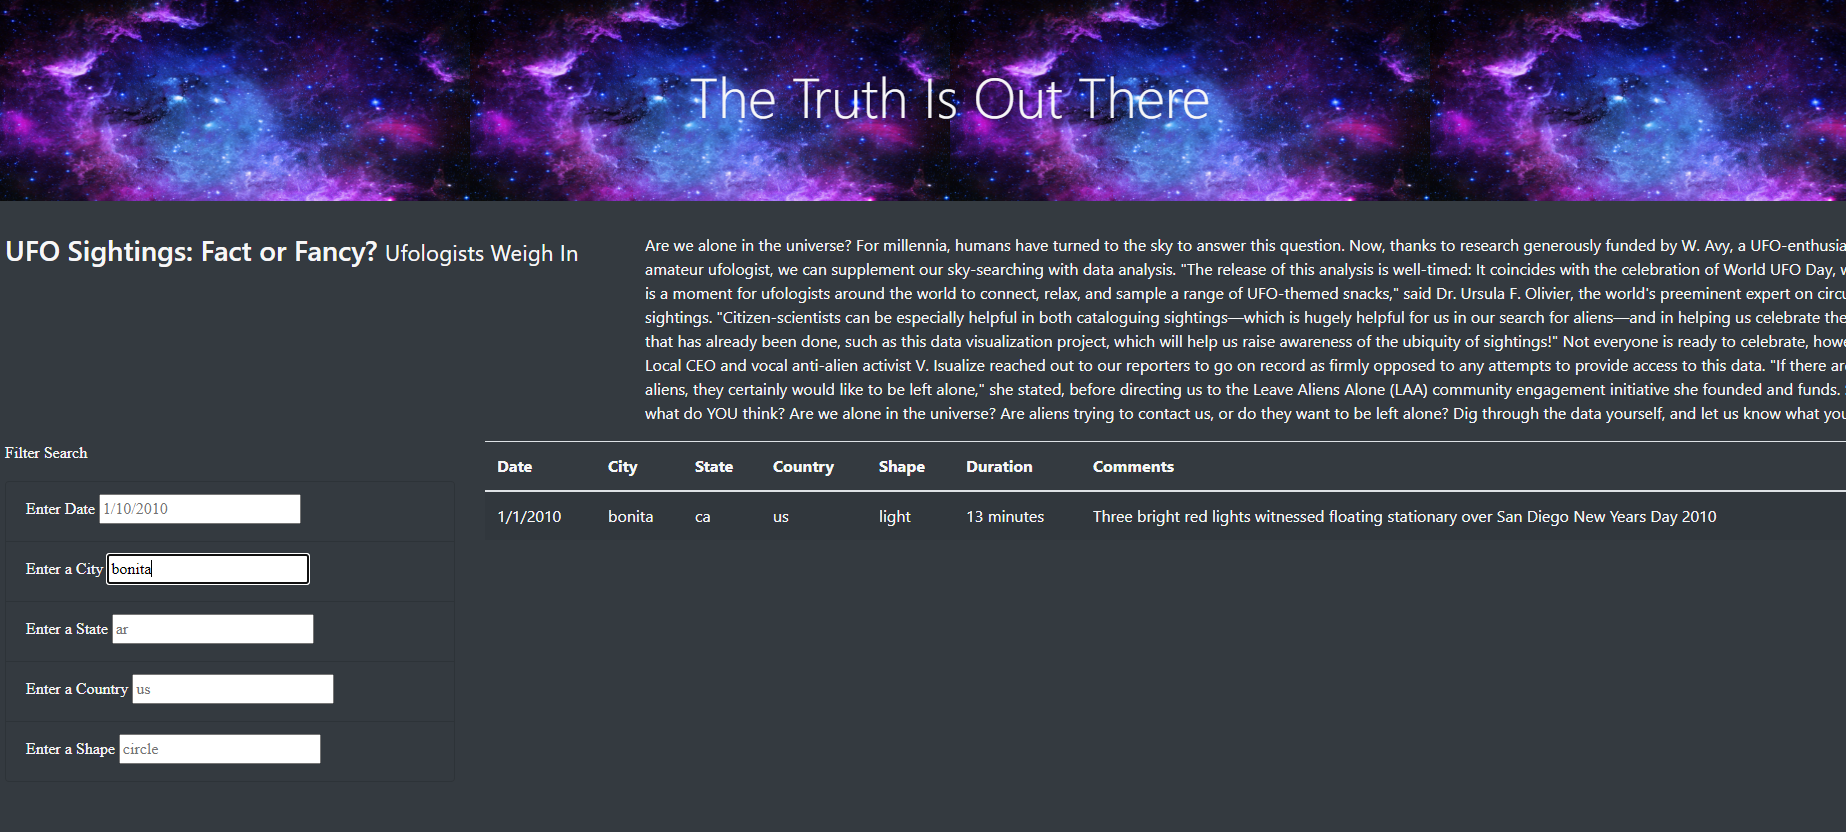 The Truth Is Out There
UFO Sightings: Fact or Fancy? Ufologists Weigh In
Are we alone in the universe? For millennia, humans have turned to the sky to answer this question. Now, thanks to research generously funded by W. Avy, a
amateur ufologist, we can supplement our sky-searching with data analysis. "The release of this analysis is well-timed: It coincides with the celebration of World UFO Day,
is a moment for ufologists around the world to connect, relax, and sample a range of UFO-themed snacks," said Dr. Ursula F. Olivier, the world's preeminent expert on
sightings. "Citizen-scientists can be especially helpful in both cataloguing sightings—which is hugely helpful for us in our search for aliens—and in helping us celebrate the
that has already been done, such as this data visualization project, which will help us raise awareness of the ubiquity of sightings!" Not everyone is ready to celebrate,
Local CEO and vocal anti-alien activist V. Isualize reached out to our reporters to go on record as firmly opposed to any attempts to provide access to this data. "If there
aliens, they certainly would like to be left alone," she stated, before directing us to the Leave Aliens Alone (LAA) community engagement initiative she founded and funds.
what do YOU think? Are we alone in the universe? Are aliens trying to contact us, or do they want to be left alone? Dig through the data yourself, and let us know what
Filter Search
Enter Date 1/10/2010
Enter a City bonita
Enter a State ar
Enter a Country us
Enter a Shape circle
Date City State Country Shape Duration Comments
1/1/2010 bonita ca us light 13 minutes Three bright red lights witnessed floating stationary over San Diego New Years Day 2010